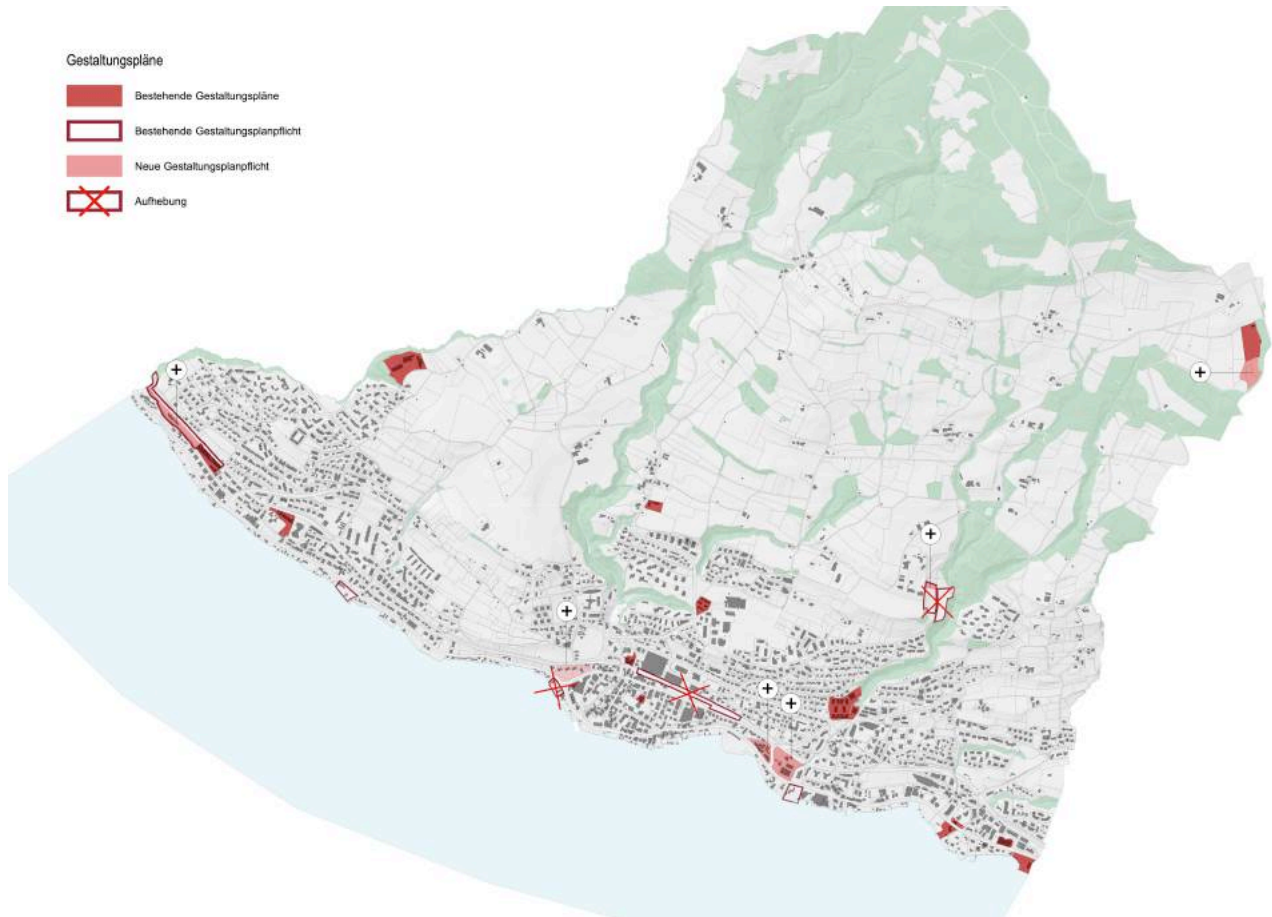 Gestaltungspläne
Bestehende Gestaltungspläne
Bestehende Gestaltungsplanpflicht
Neue Gestaltungsplanpflicht
Aufhebung